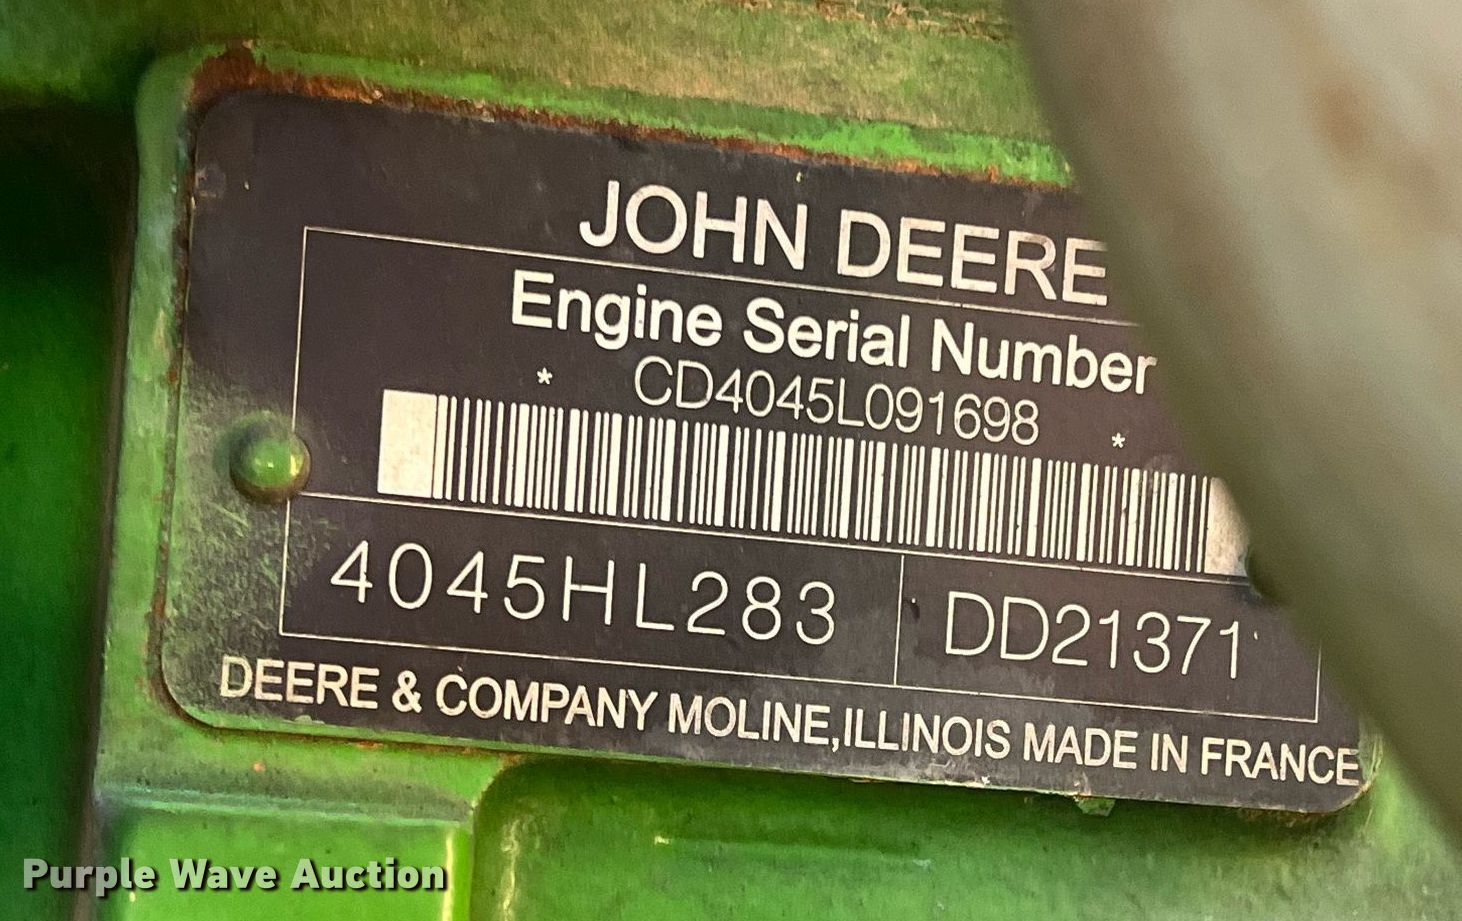 JOHN DEERE
Engine Serial Number
* CD4045L091698 *
4045HL283 DD21371
DEERE & COMPANY MOLINE,ILLINOIS MADE IN FRANCE
Purple Wave Auction